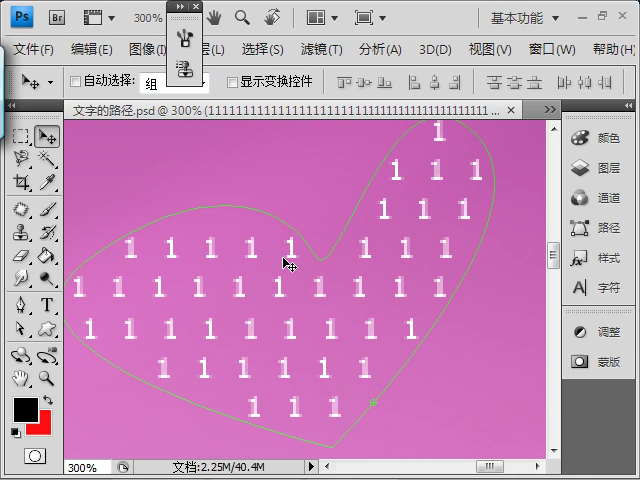 Ps Br 300% 基本功能
文件(F) 编辑(E) 图像(I) 层(L) 选择(S) 滤镜(T) 分析(A) 3D(D) 视图(V) 窗口(W) 帮助(H)
自动选择: 组 显示变换控件
文字的路径.psd @ 300% (11111111111111111111111111111111111111111111 ...
1
1 1 1
1 1 1
1 1 1 1 1 1 1 1
1 1 1 1 1 1 1 1 1 1
1 1 1 1 1 1 1 1 1
1 1 1 1 1 1
1 1 1
颜色
图层
通道
路径
样式
字符
调整
蒙版
300% 文档:2.25M/40.4M